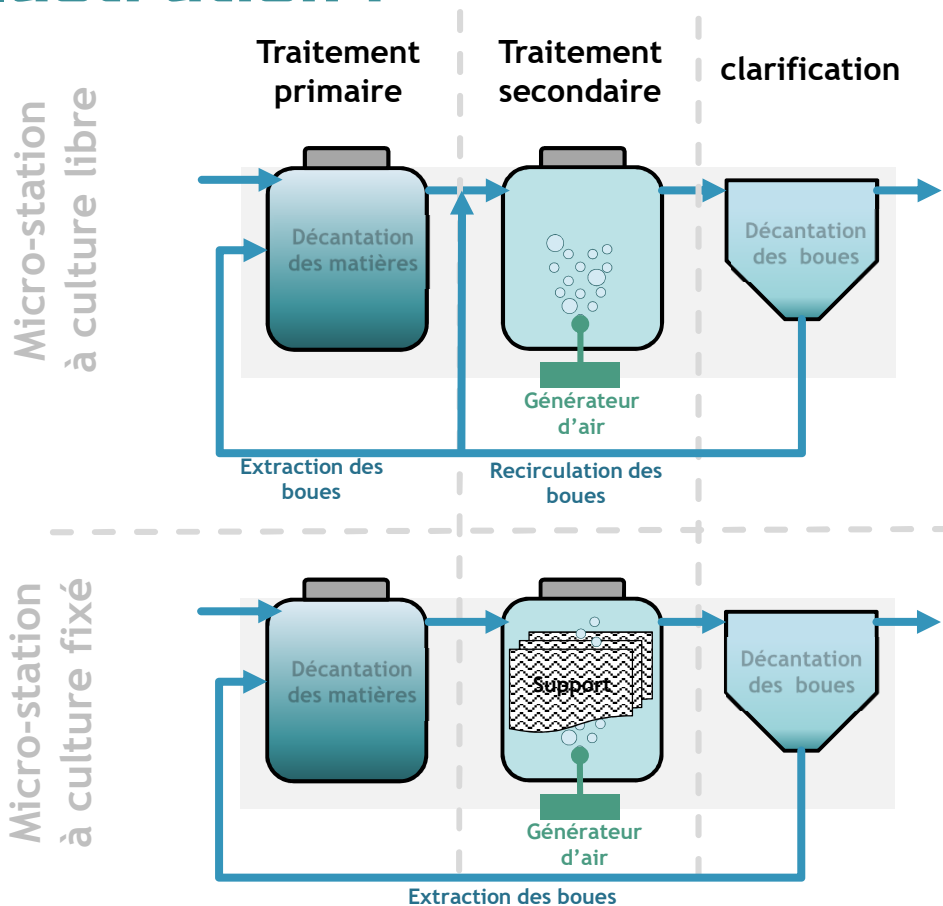 Traitement
primaire
Traitement
secondaire
clarification
Micro-station
à culture libre
Décantation
des matières
Décantation
des boues
Générateur
d'air
Extraction des
boues
Recirculation des
boues
Micro-station
à culture fixé
Décantation
des matières
Support
Décantation
des boues
Générateur
d'air
Extraction des boues